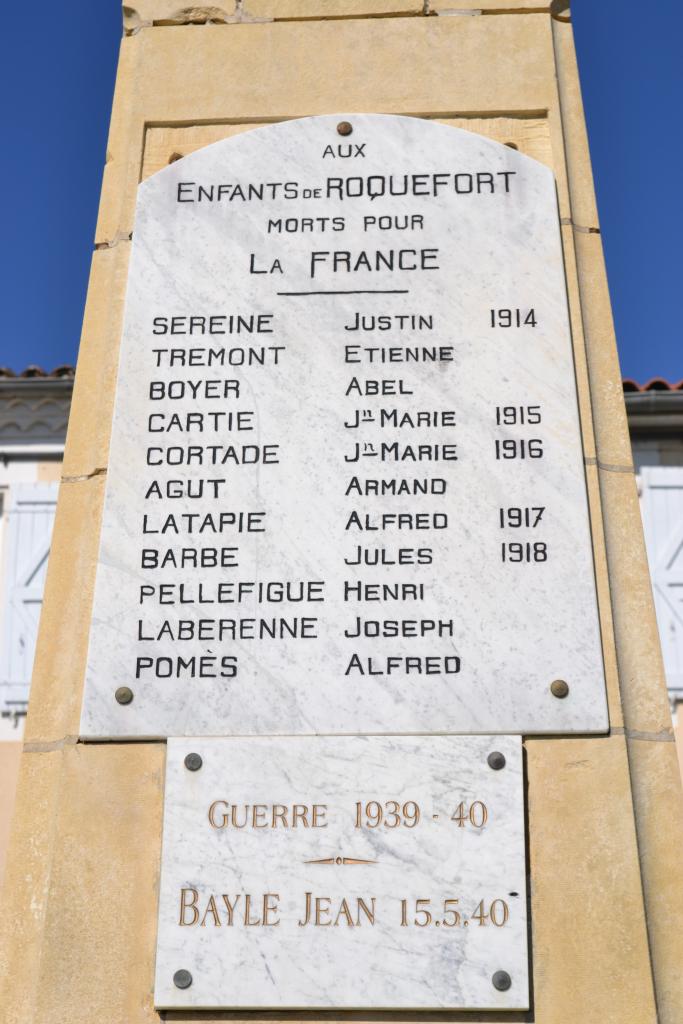 AUX
ENFANTS DE ROQUEFORT
MORTS POUR
LA FRANCE
SEREINE JUSTIN 1914
TREMONT ETIENNE
BOYER ABEL
CARTIE Jn MARIE 1915
CORTADE Jn MARIE 1916
AGUT ARMAND
LATAPIE ALFRED 1917
BARBE JULES 1918
PELLEFIGUE HENRI
LABERENNE JOSEPH
POMÈS ALFRED
GUERRE 1939 - 40
BAYLE JEAN 15.5.40